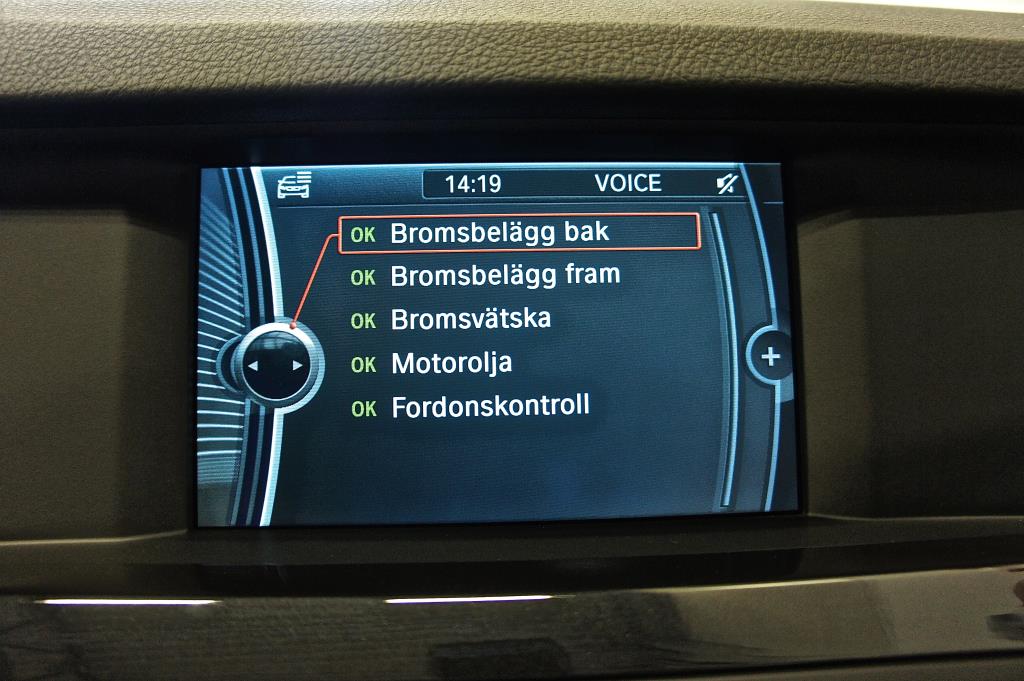 14:19 VOICE
OK Bromsbelägg bak
OK Bromsbelägg fram
OK Bromsvätska
OK Motorolja
OK Fordonskontroll
+